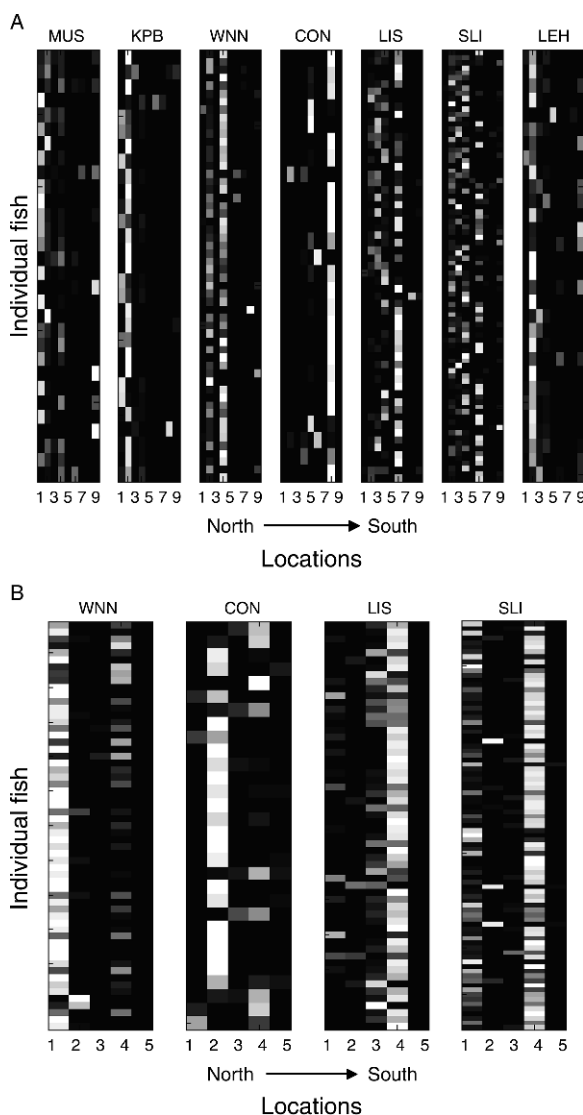 A
MUS KPB WNN CON LIS SLI LEH
Individual fish
1 3 5 7 9 1 3 5 7 9 1 3 5 7 9 1 3 5 7 9 1 3 5 7 9 1 3 5 7 9 1 3 5 7 9
North South
Locations
B
WNN CON LIS SLI
Individual fish
1 2 3 4 5 1 2 3 4 5 1 2 3 4 5 1 2 3 4 5
North South
Locations